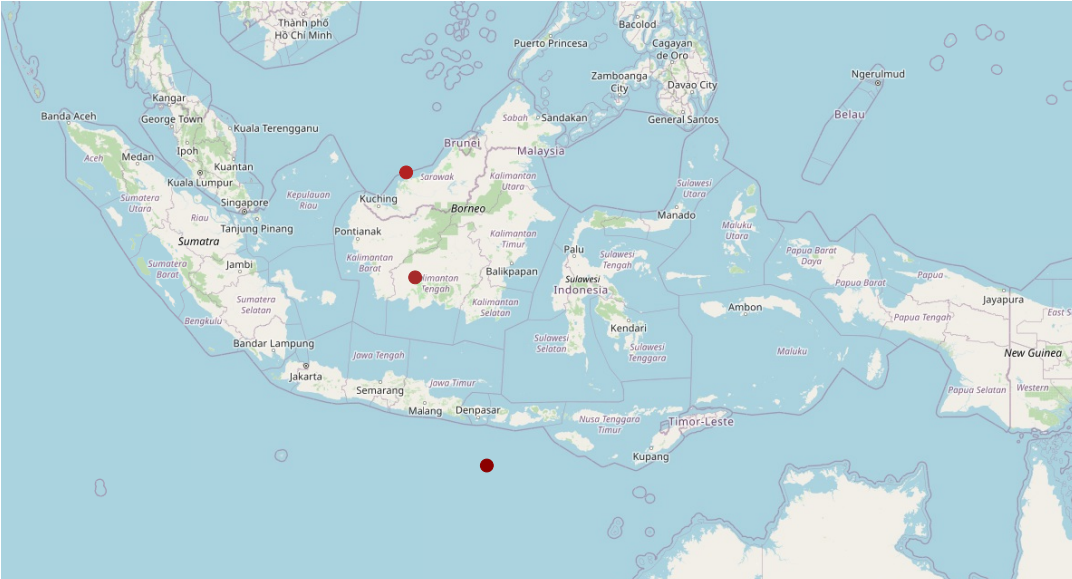 Thành phố
Hồ Chí Minh
Bacolod
Puerto Princesa
Cagayan
de Oro
Zamboanga
City
Davao City
General Santos
Ngerulmud
Belau
Kangar
Banda Aceh
George Town
Kuala Terengganu
Ipoh
Kuantan
Kuala Lumpur
Aceh
Medan
Singapore
Tanjung Pinang
Kepulauan
Riau
Sabah
Sandakan
Brunei
Malaysia
Sarawak
Kuching
Kalimantan
Utara
Borneo
Pontianak
Kalimantan
Barat
Kalimantan
Timur
Balikpapan
Kalimantan
Selatan
Tengah
Sumatera
Utara
Riau
Sumatra
Sumatera
Barat
Jambi
Sumatera
Selatan
Bengkulu
Bandar Lampung
Jakarta
Jawa Tengah
Semarang
Jawa Timur
Malang
Denpasar
Sulawesi
Utara
Manado
Palu
Sulawesi
Tengah
Sulawesi
Indonesia
Kendari
Sulawesi
Selatan
Sulawesi
Tenggara
Maluku
Utara
Ambon
Maluku
Papua Barat
Daya
Papua Barat
Papua
Papua Tengah
Jayapura
East S
New Guinea
Papua Selatan
Western
Nusa Tenggara
Timur
Timor-Leste
Kupang